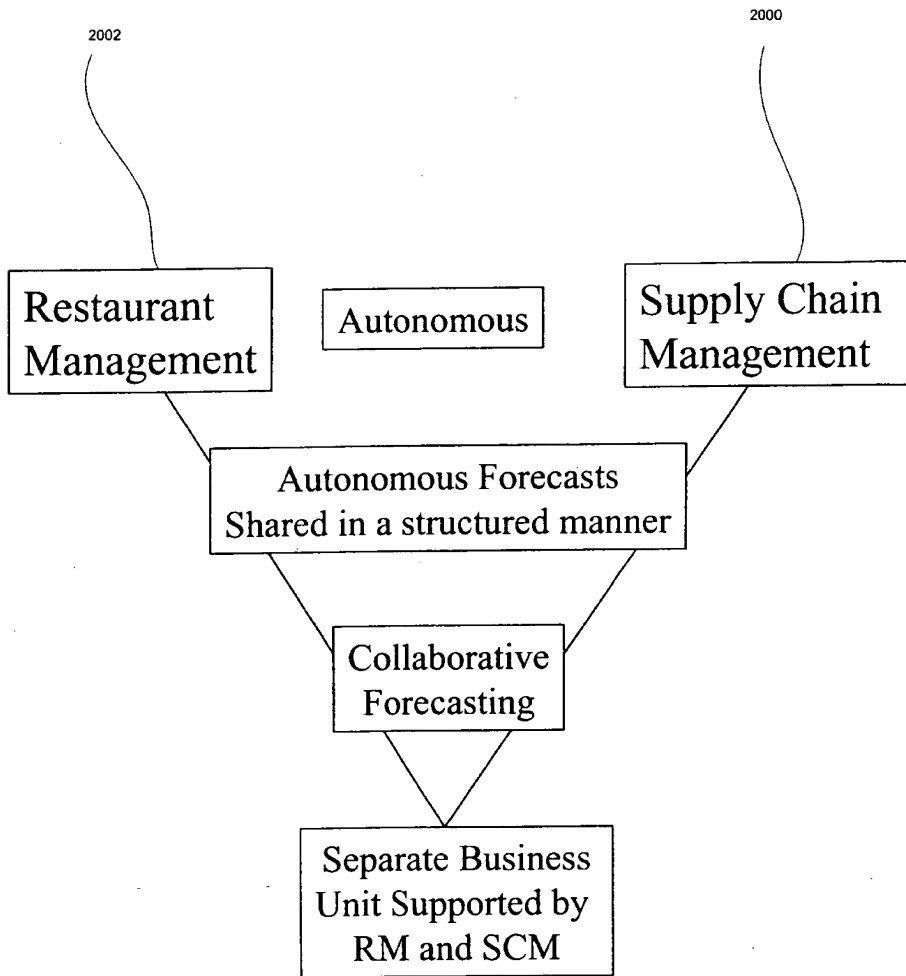 2002
2000
Restaurant
Management
Autonomous
Supply Chain
Management
Autonomous Forecasts
Shared in a structured manner
Collaborative
Forecasting
Separate Business
Unit Supported by
RM and SCM